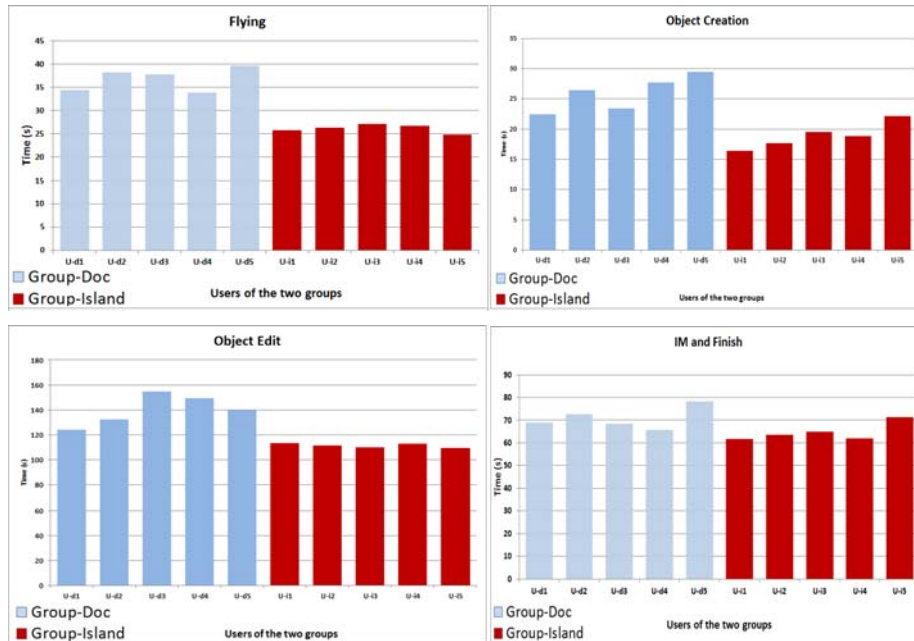 Flying
Time (s)
45
40
35
30
25
20
15
10
5
0
U-d1 U-d2 U-d3 U-d4 U-d5 U-i1 U-i2 U-i3 U-i4 U-i5
Group-Doc
Group-Island
Users of the two groups
Object Creation
Time (s)
35
30
25
20
15
10
5
0
U-d1 U-d2 U-d3 U-d4 U-d5 U-i1 U-i2 U-i3 U-i4 U-i5
Group-Doc
Group-Island
Users of the two groups
Object Edit
Time (s)
180
160
140
120
100
80
60
40
20
0
U-d1 U-d2 U-d3 U-d4 U-d5 U-i1 U-i2 U-i3 U-i4 U-i5
Group-Doc
Group-Island
Users of the two groups
IM and Finish
Time (s)
90
80
70
60
50
40
30
20
10
0
U-d1 U-d2 U-d3 U-d4 U-d5 U-i1 U-i2 U-i3 U-i4 U-i5
Group-Doc
Group-Island
Users of the two groups